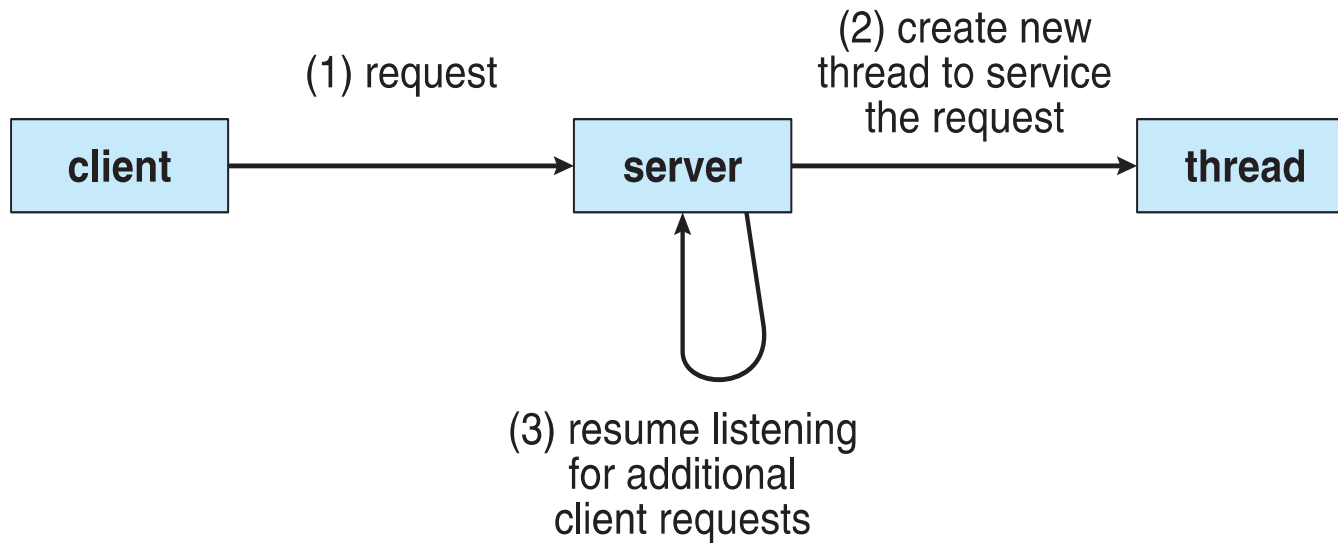 (1) request
(2) create new
thread to service
the request
client
server
thread
(3) resume listening
for additional
client requests